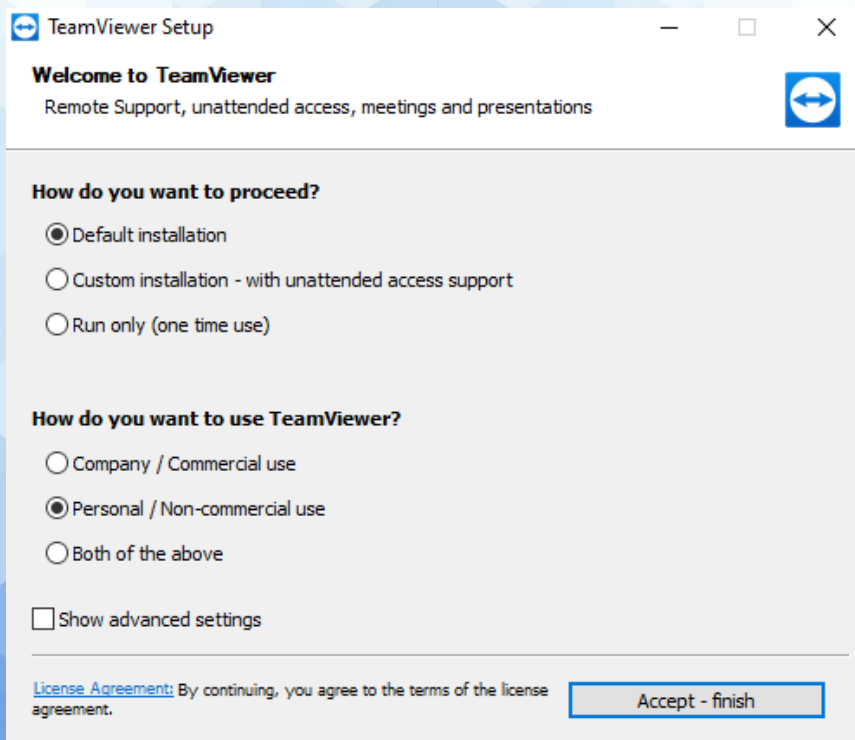 TeamViewer Setup
Welcome to TeamViewer
Remote Support, unattended access, meetings and presentations
How do you want to proceed?
Default installation
Custom installation - with unattended access support
Run only (one time use)
How do you want to use TeamViewer?
Company / Commercial use
Personal / Non-commercial use
Both of the above
Show advanced settings
License Agreement: By continuing, you agree to the terms of the license
agreement.
Accept - finish